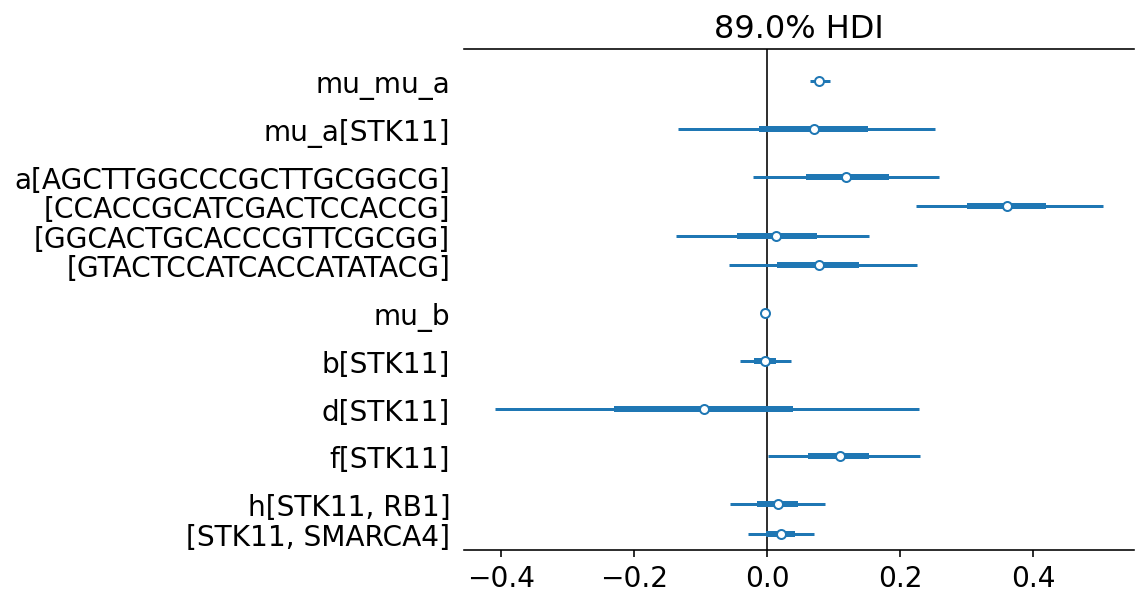 89.0% HDI
mu_mu_a
mu_a[STK11]
a[AGCTTGGCCCGCTTGCGGCG]
[CCACCGCATCGACTCCACCG]
[GGCACTGCACCCGTTCGCGG]
[GTACTCCATCACCATATACG]
mu_b
b[STK11]
d[STK11]
f[STK11]
h[STK11, RB1]
[STK11, SMARCA4]
−0.4 −0.2 0.0 0.2 0.4